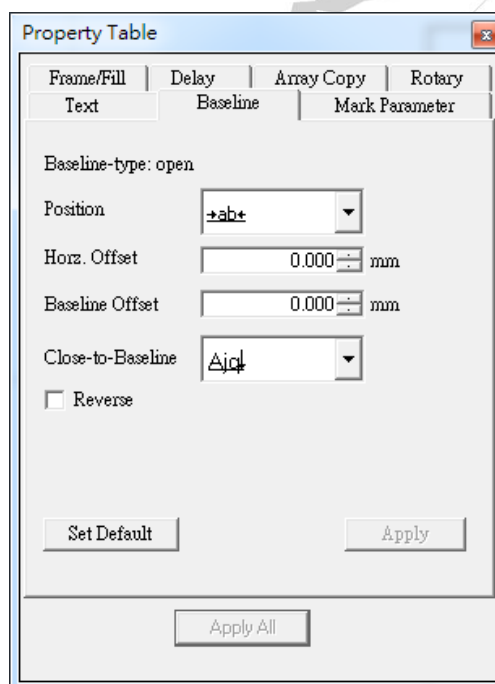 Property Table
Frame/Fill Delay Array Copy Rotary
Text Baseline Mark Parameter
Baseline-type: open
Position →ab←
Horz. Offset 0.000 mm
Baseline Offset 0.000 mm
Close-to-Baseline Ajq
Reverse
Set Default Apply
Apply All